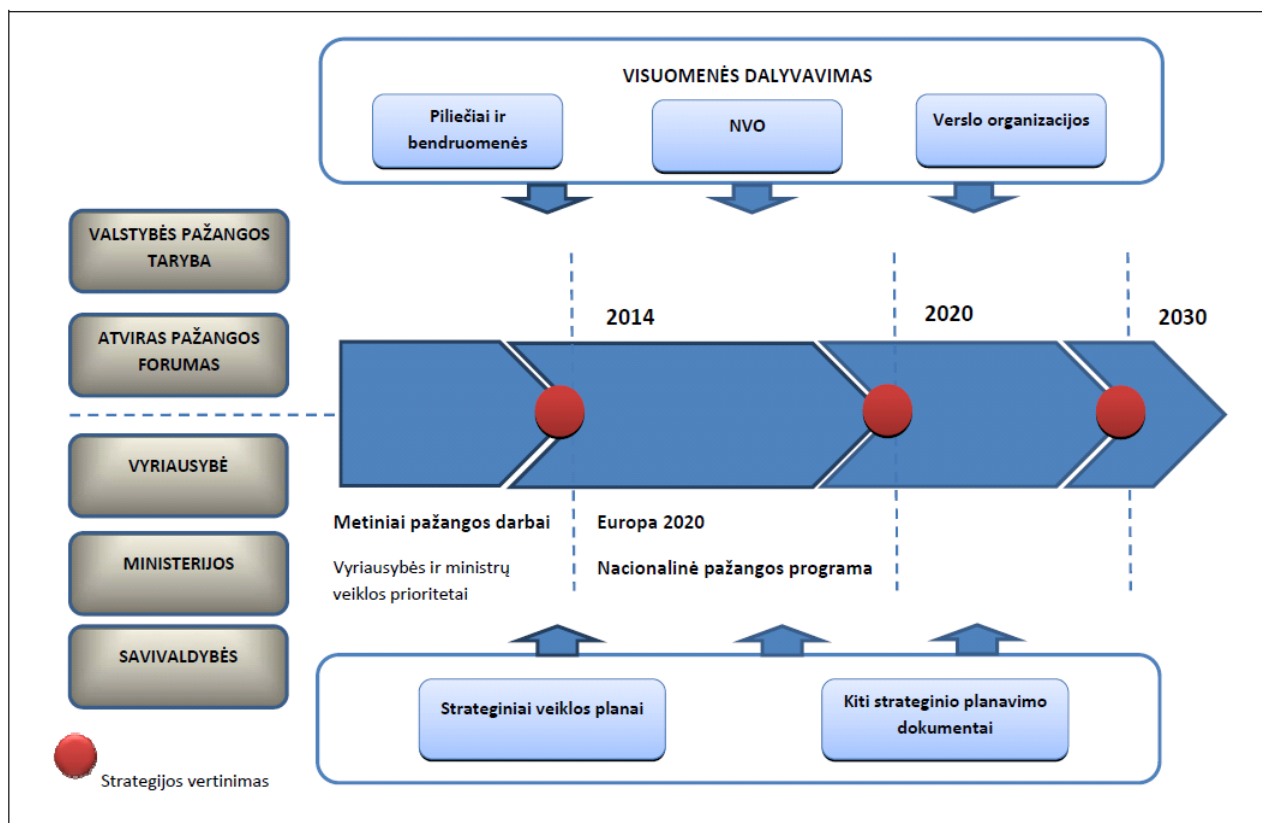 VISUOMENĖS DALYVAVIMAS
Piliečiai ir
bendruomenės
NVO
Verslo organizacijos
VALSTYBĖS PAŽANGOS
TARYBA
ATVIRAS PAŽANGOS
FORUMAS
VYRIAUSYBĖ
MINISTERIJOS
SAVIVALDYBĖS
2014
2020
2030
Metiniai pažangos darbai
Vyriausybės ir ministrų
veiklos prioritetai
Europa 2020
Nacionalinė pažangos programa
Strateginiai veiklos planai
Kiti strateginio planavimo
dokumentai
Strategijos vertinimas